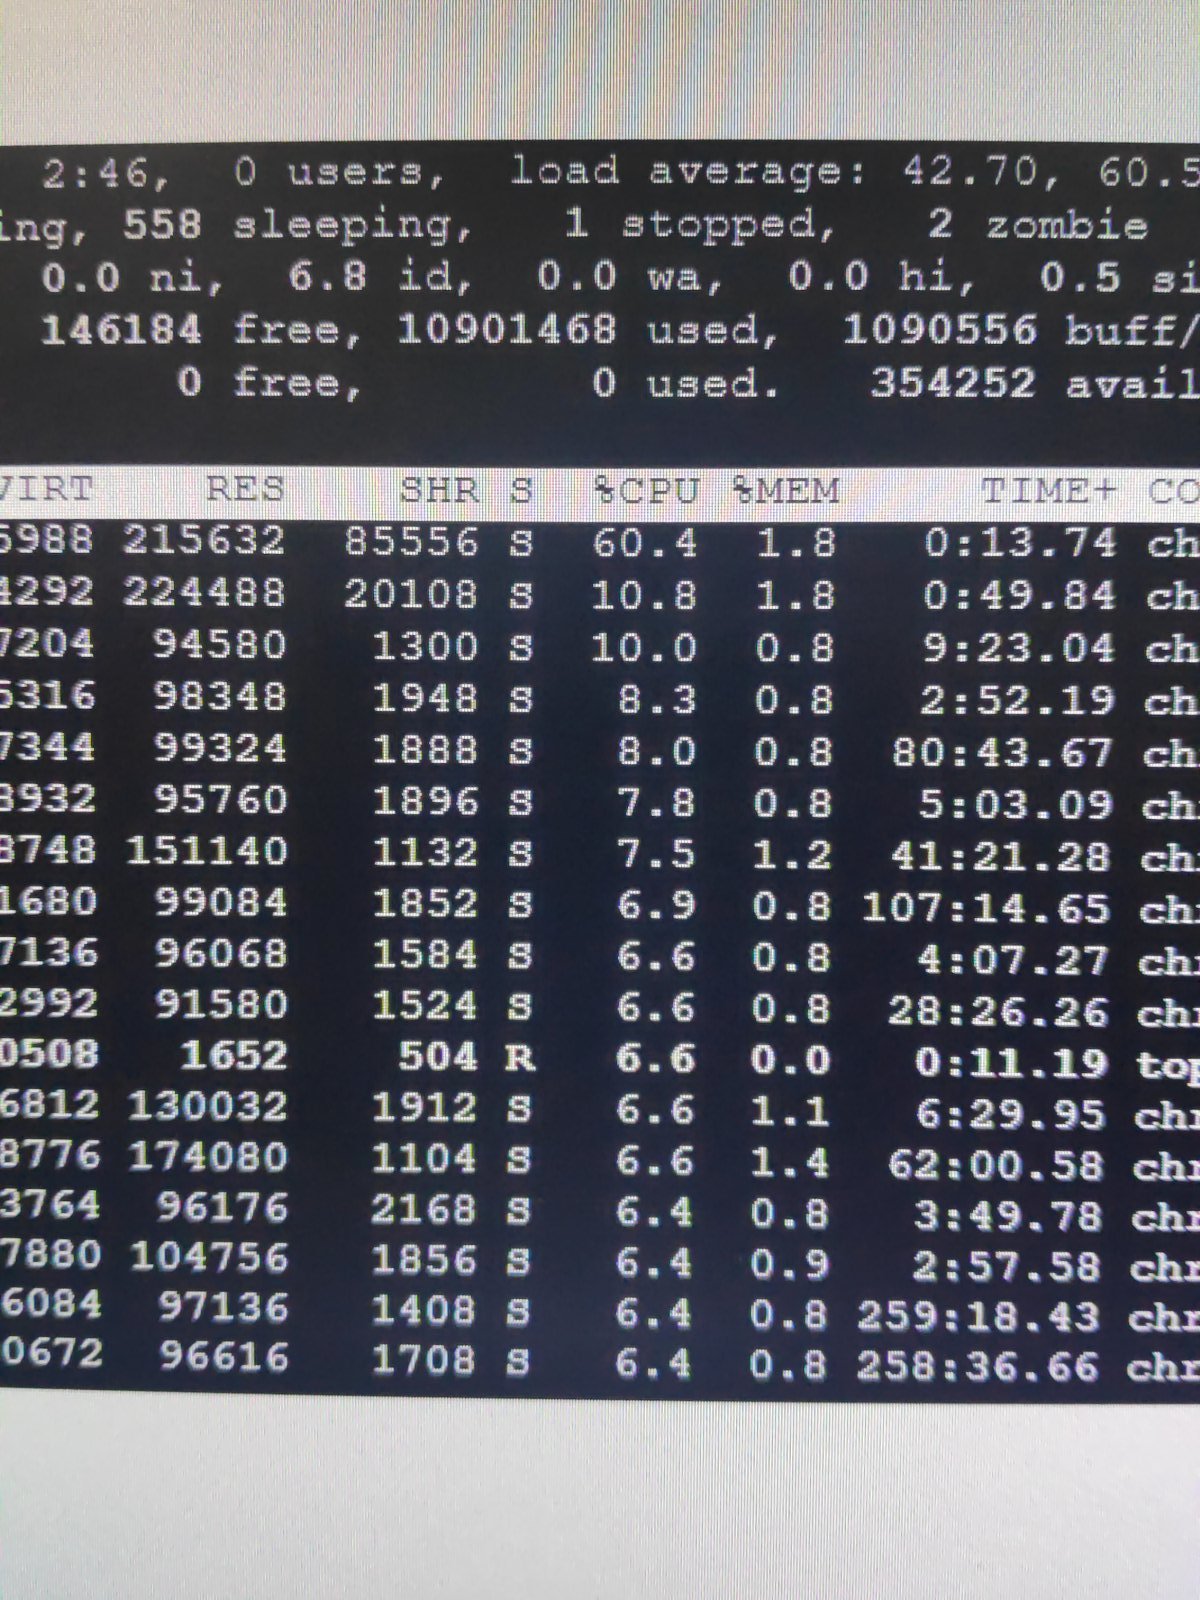 2:46, 0 users, load average: 42.70, 60.5
ing, 558 sleeping, 1 stopped, 2 zombie
0.0 ni, 6.8 id, 0.0 wa, 0.0 hi, 0.5 si
146184 free, 10901468 used, 1090556 buff/
0 free, 0 used. 354252 avail
VIRT RES SHR S %CPU %MEM TIME+ CO
5988 215632 85556 S 60.4 1.8 0:13.74 ch
4292 224488 20108 S 10.8 1.8 0:49.84 ch
7204 94580 1300 S 10.0 0.8 9:23.04 ch
5316 98348 1948 S 8.3 0.8 2:52.19 ch
7344 99324 1888 S 8.0 0.8 80:43.67 ch
8932 95760 1896 S 7.8 0.8 5:03.09 ch
8748 151140 1132 S 7.5 1.2 41:21.28 chr
1680 99084 1852 S 6.9 0.8 107:14.65 chr
7136 96068 1584 S 6.6 0.8 4:07.27 chr
2992 91580 1524 S 6.6 0.8 28:26.26 chr
0508 1652 504 R 6.6 0.0 0:11.19 top
6812 130032 1912 S 6.6 1.1 6:29.95 chr
8776 174080 1104 S 6.6 1.4 62:00.58 chr
3764 96176 2168 S 6.4 0.8 3:49.78 chr
7880 104756 1856 S 6.4 0.9 2:57.58 chr
6084 97136 1408 S 6.4 0.8 259:18.43 chr
0672 96616 1708 S 6.4 0.8 258:36.66 chr